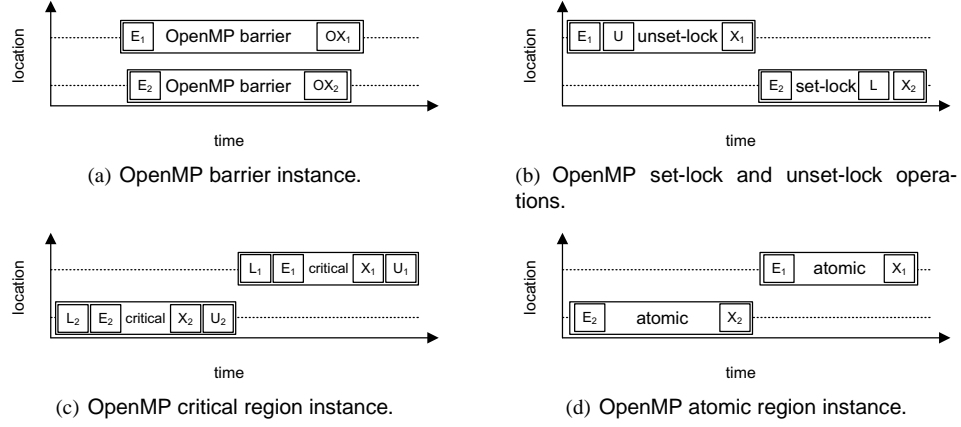 location
E₁ OpenMP barrier OX₁
E₂ OpenMP barrier OX₂
time
(a) OpenMP barrier instance.
location
E₁ U unset-lock X₁
E₂ set-lock L X₂
time
(b) OpenMP set-lock and unset-lock opera-
tions.
location
L₁ E₁ critical X₁ U₁
L₂ E₂ critical X₂ U₂
time
(c) OpenMP critical region instance.
location
E₁ atomic X₁
E₂ atomic X₂
time
(d) OpenMP atomic region instance.